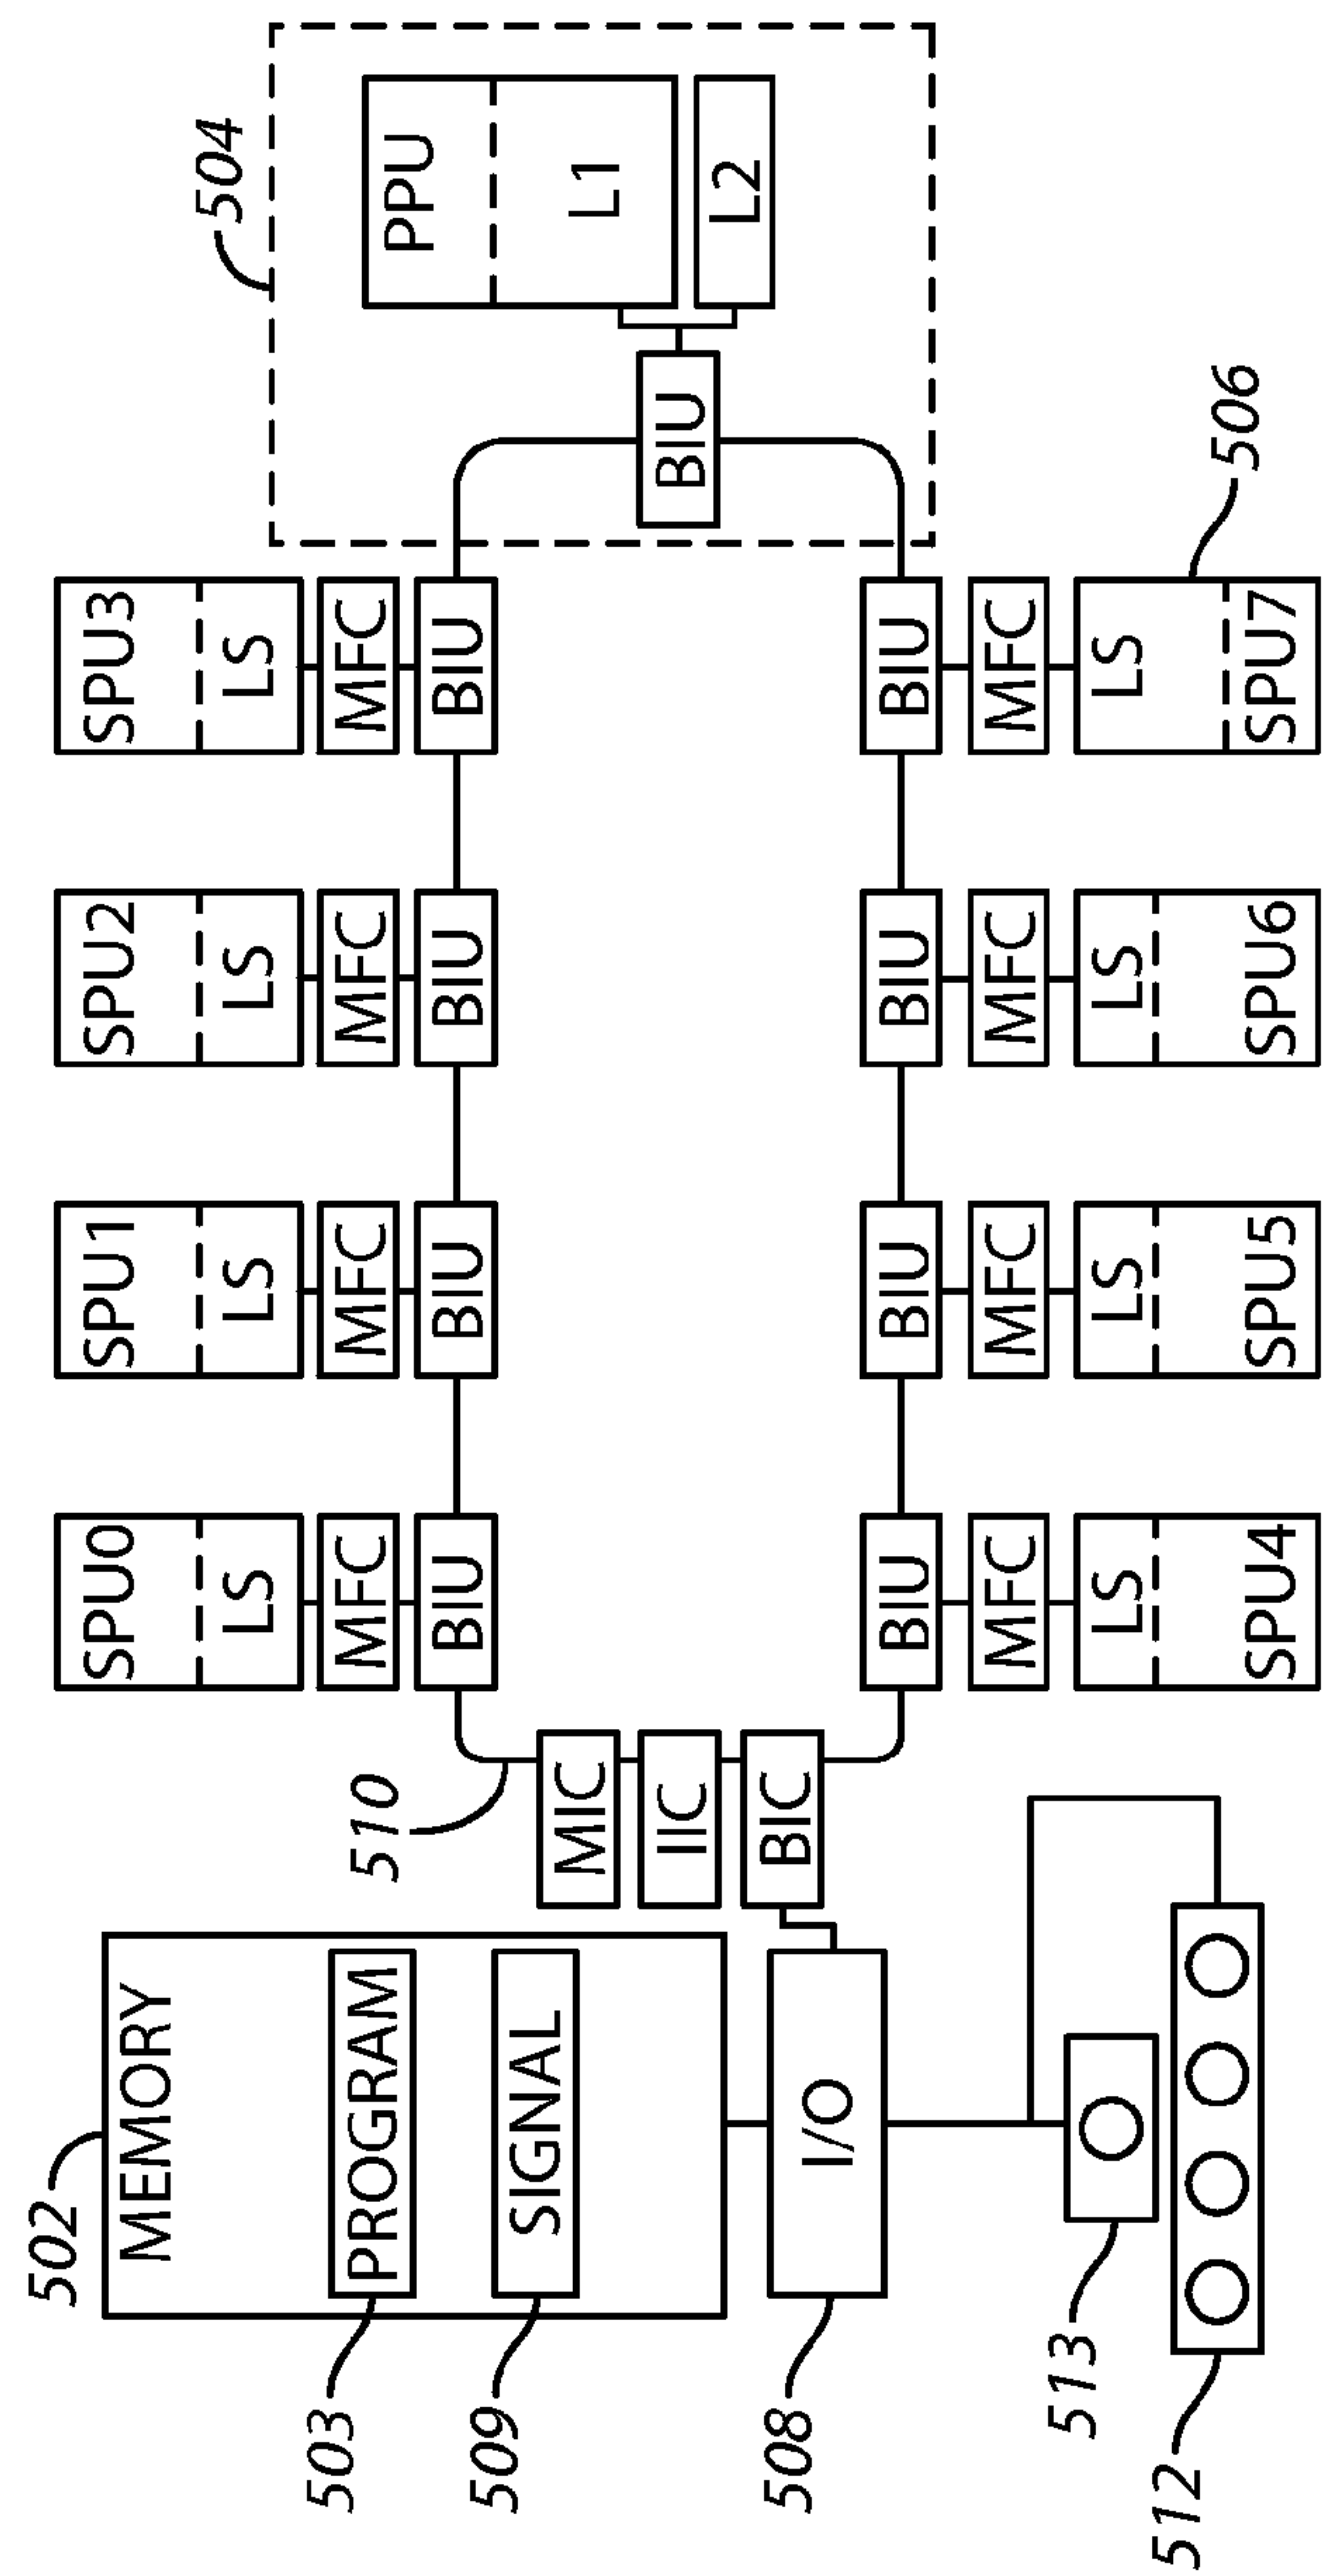 502
MEMORY
503
PROGRAM
509
SIGNAL
508
I/O
513
512
510
MIC
IIC
BIC
SPU0
SPU1
SPU2
SPU3
LS
LS
LS
LS
MFC
MFC
MFC
MFC
BIU
BIU
BIU
BIU
504
PPU
L1
L2
BIU
BIU
BIU
BIU
BIU
MFC
MFC
MFC
MFC
LS
LS
LS
LS
506
SPU4
SPU5
SPU6
SPU7